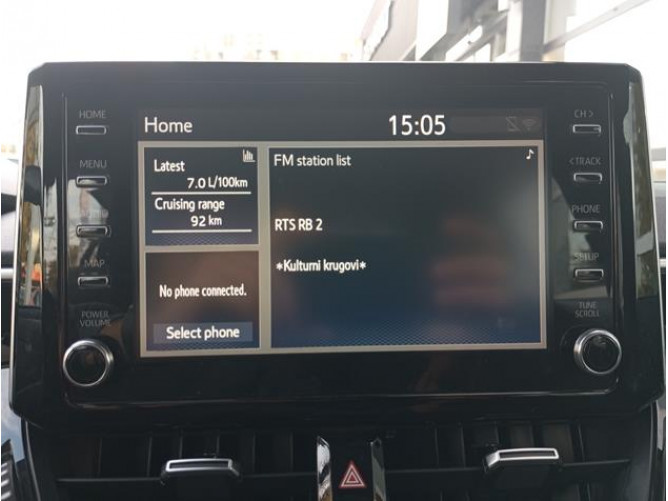 HOME
MENU
MAP
POWER
VOLUME
Home
15:05
Latest
7.0 L/100km
Cruising range
92 km
No phone connected.
Select phone
FM station list
RTS RB 2
*Kulturni krugovi*
CH >
< TRACK
PHONE
SETUP
TUNE
SCROLL